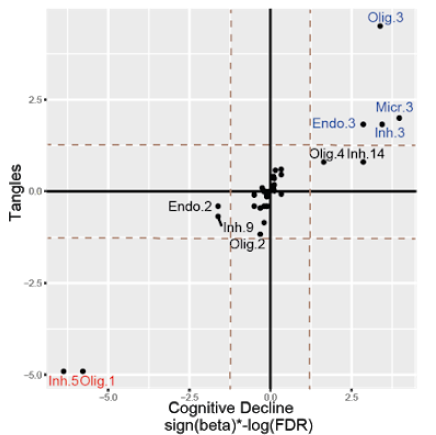 Olig.3
Micr.3
Endo.3
Inh.3
Olig.4 Inh.14
Endo.2
Inh.9
Olig.2
Inh.5 Olig.1
Tangles
2.5
0.0
−2.5
−5.0
−5.0 −2.5 0.0 2.5
Cognitive Decline
sign(beta)*-log(FDR)